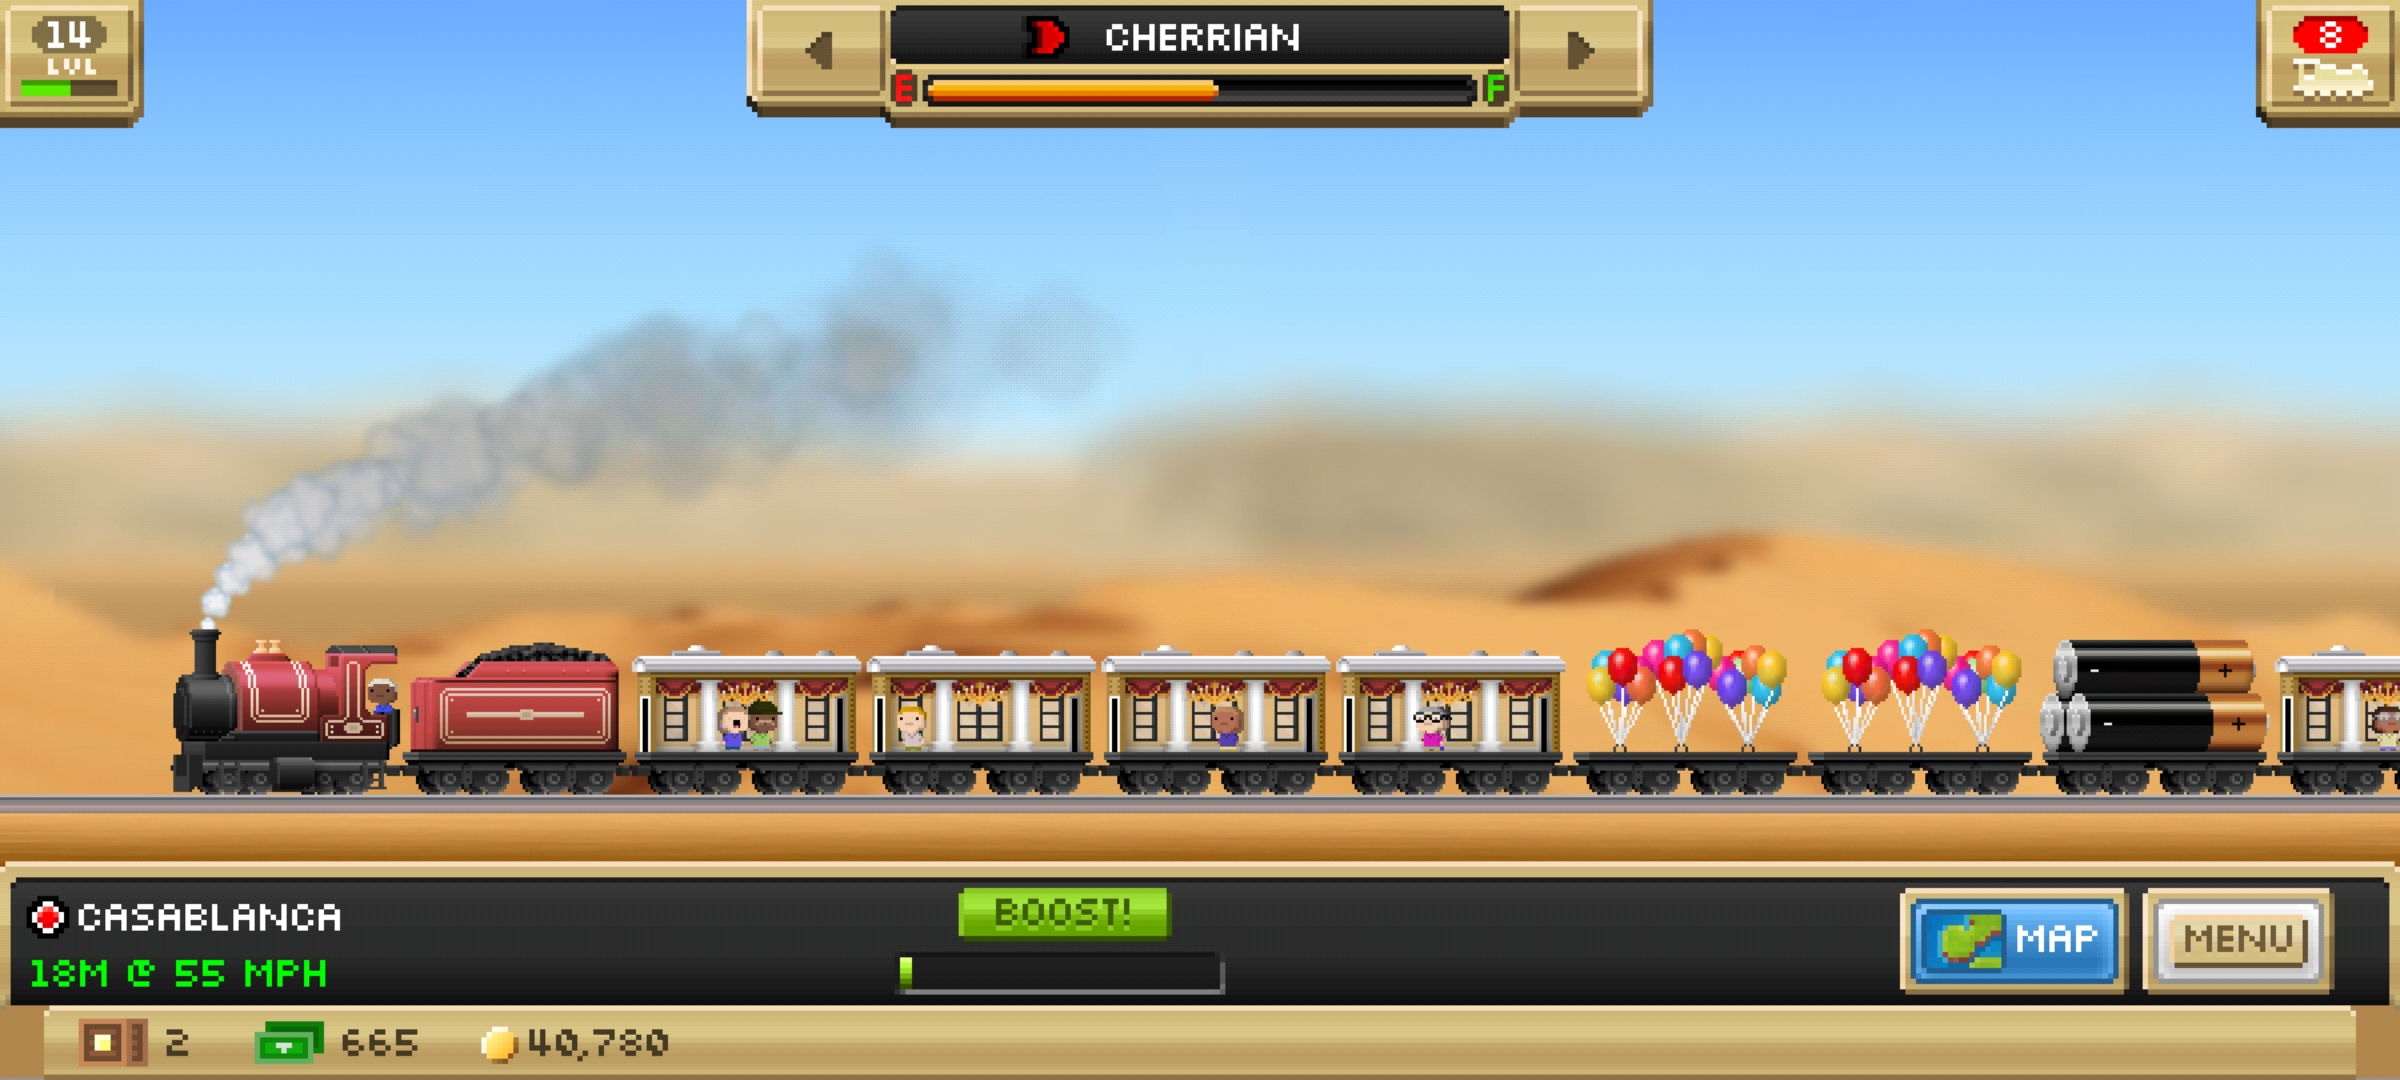 14
LVL
CHERRIAN
E F
8
- +
- +
CASABLANCA
18M @ 55 MPH
BOOST!
MAP
MENU
2
665
40,780